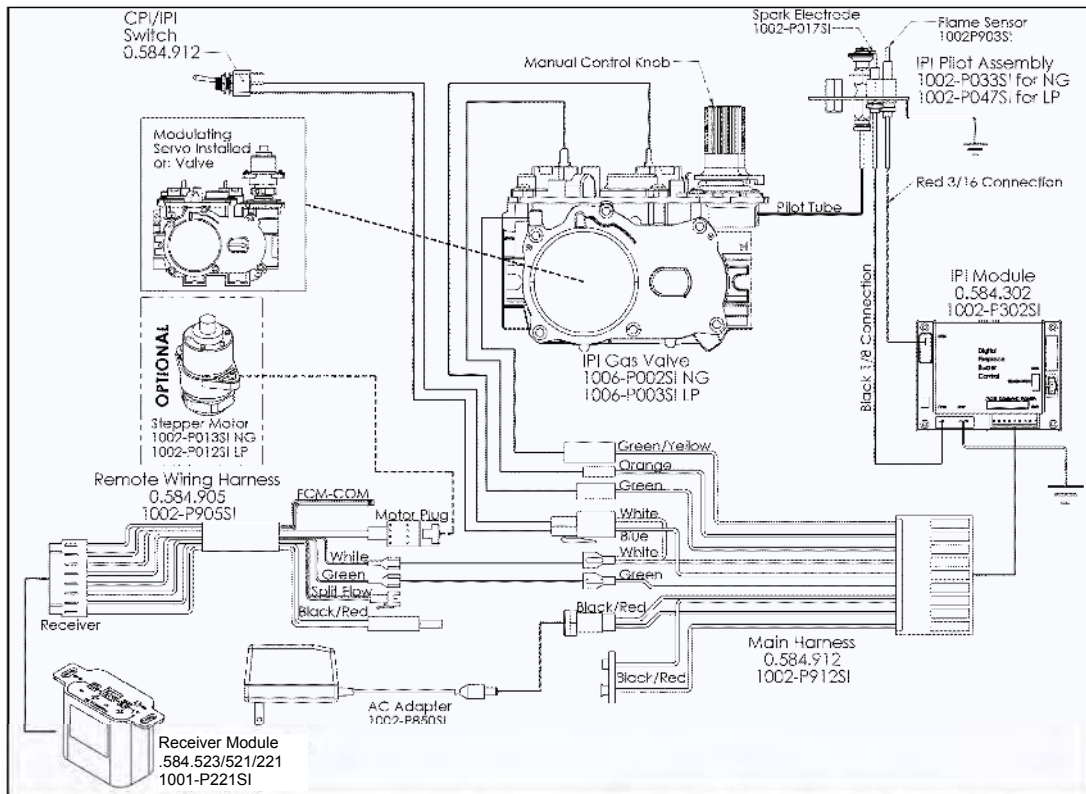 CPI/IPI
Switch
0.584.912
Spark Electrode
1002-P017SI
Flame Sensor
1002P903SI
IPI Pilot Assembly
1002-P033SI for NG
1002-P047SI for LP
Manual Control Knob
Modulating
Servo Installed
on Valve
Red 3/16 Connection
Pilot Tube
IPI Module
0.584.302
1002-P302SI
Digital
Fireplace
Burner
Control
Black 1/8 Connection
IPI Gas Valve
1006-P002SI NG
1006-P003SI LP
OPTIONAL
Stepper Motor
1002-P013SI NG
1002-P012SI LP
Green/Yellow
Orange
Green
Remote Wiring Harness
0.584.905
1002-P905SI
FCM-COM
Motor Plug
White
Blue
White
White
Green
Green
Split Flow
Black/Red
Black/Red
Receiver
Main Harness
0.584.912
1002-P912SI
Black/Red
AC Adapter
1002-P850SI
Receiver Module
.584.523/521/221
1001-P221SI